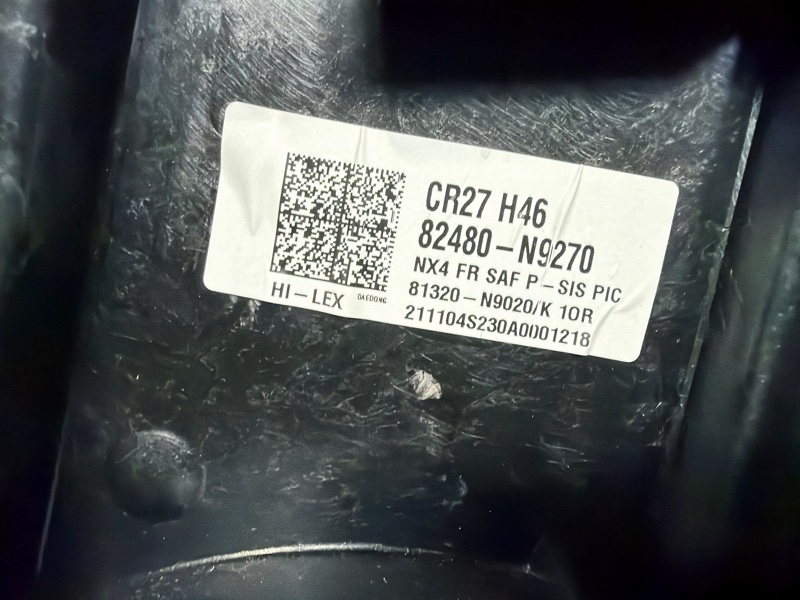 CR27 H46
82480-N9270
NX4 FR SAF P-SIS PIC
81320-N9020/K 10R
211104S230A0001218
HI-LEX DAEDONG